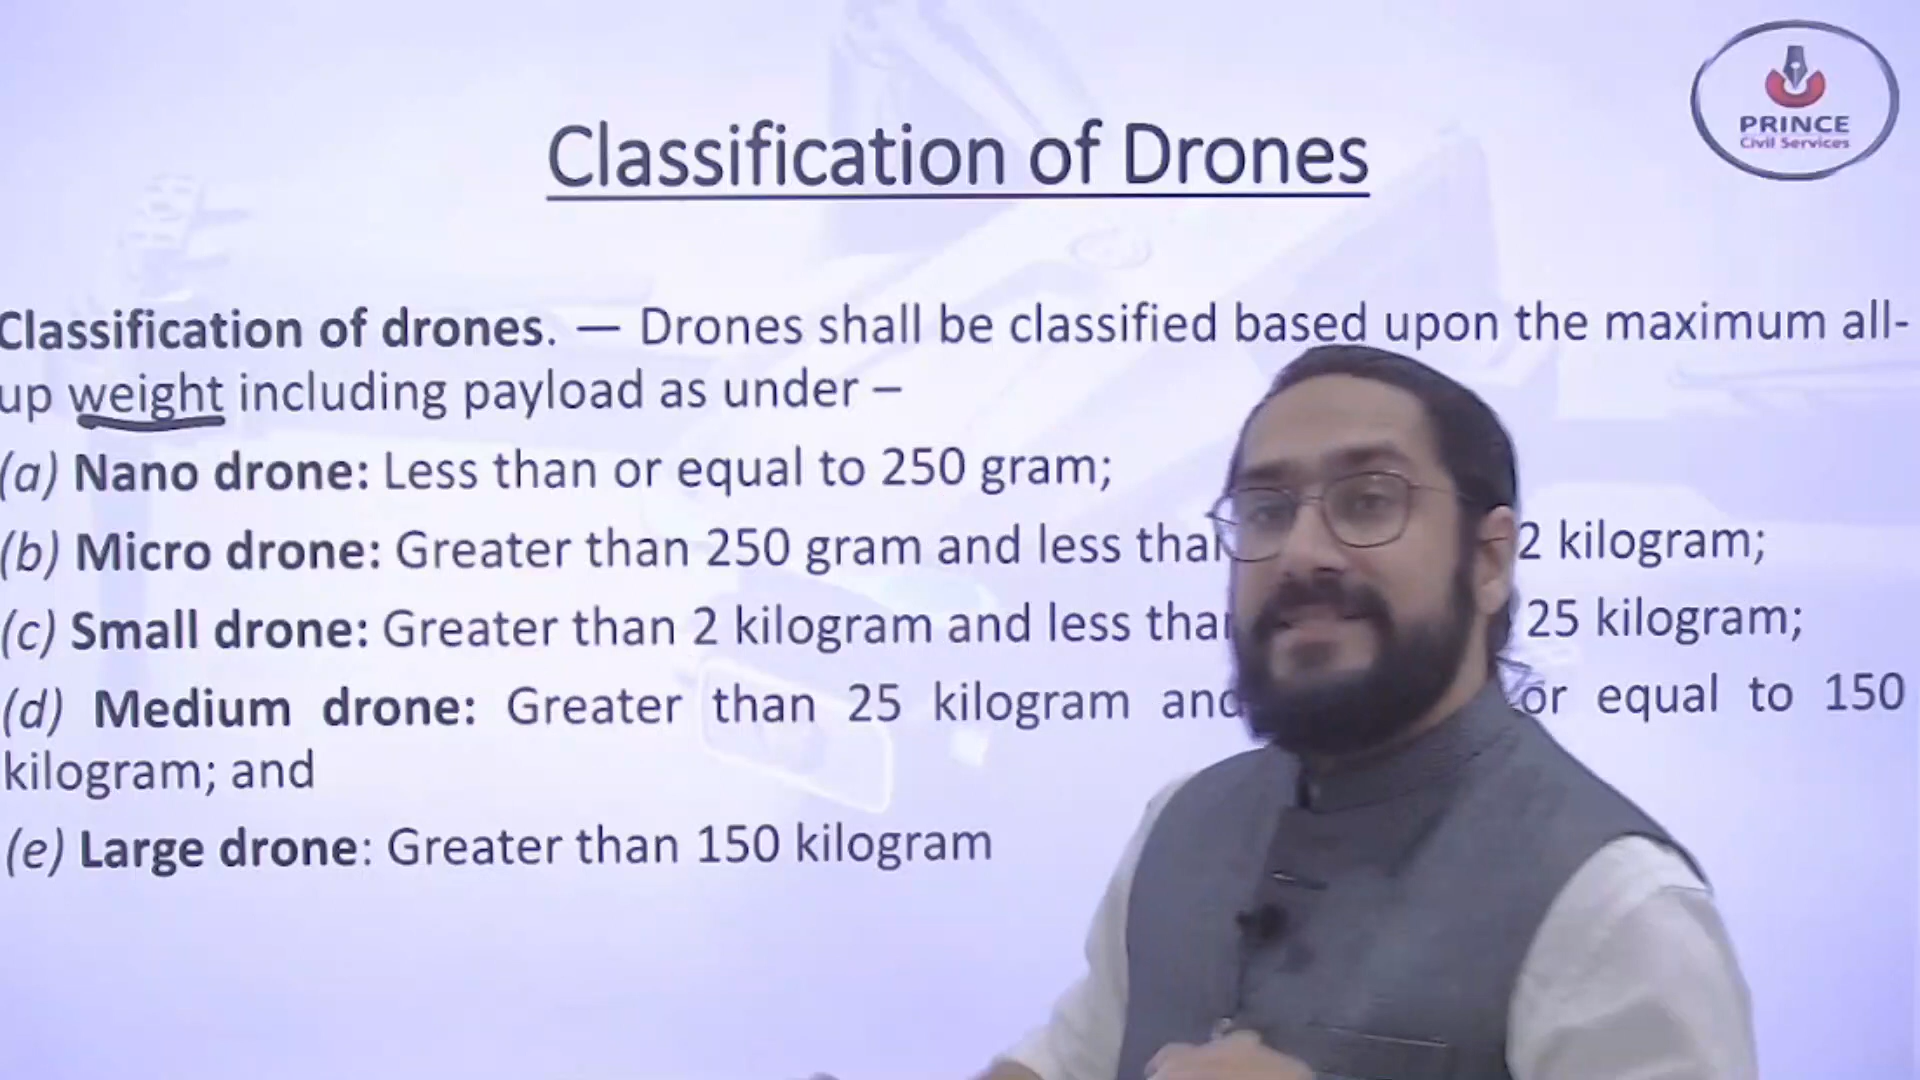 PRINCE
Civil Services
Classification of Drones
Classification of drones. — Drones shall be classified based upon the maximum all-
up weight including payload as under –
(a) Nano drone: Less than or equal to 250 gram;
(b) Micro drone: Greater than 250 gram and less than 2 kilogram;
(c) Small drone: Greater than 2 kilogram and less than 25 kilogram;
(d) Medium drone: Greater than 25 kilogram and or equal to 150
kilogram; and
(e) Large drone: Greater than 150 kilogram